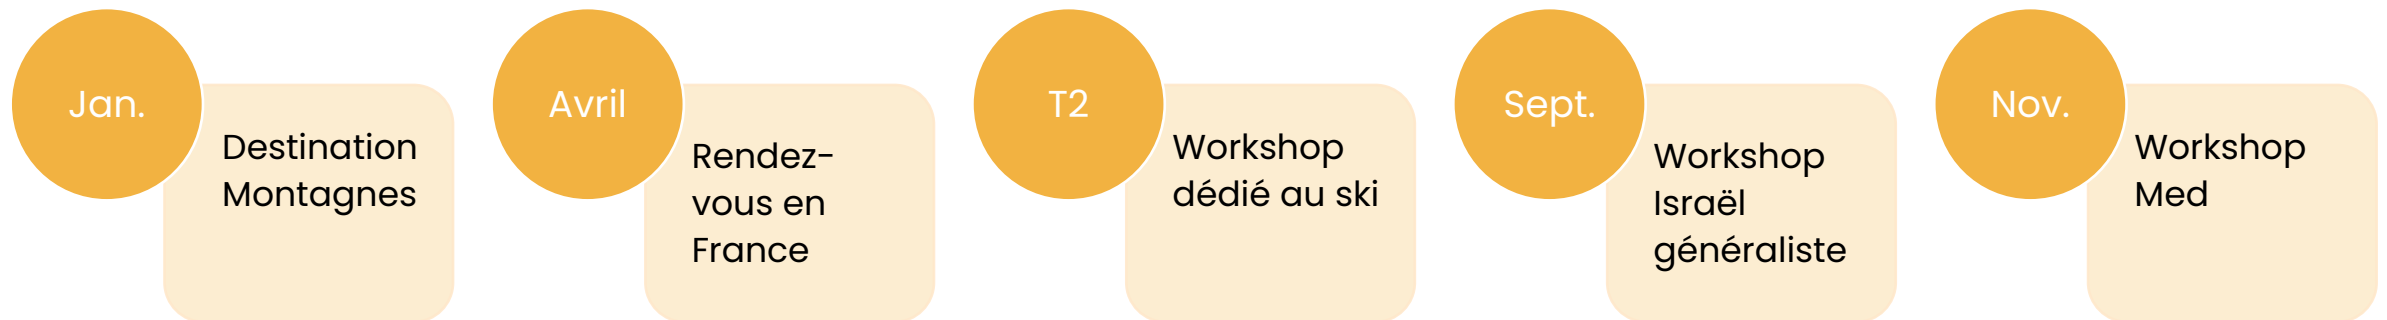 Jan.
Destination
Montagnes
Avril
Rendez-
vous en
France
T2
Workshop
dédié au ski
Sept.
Workshop
Israël
généraliste
Nov.
Workshop
Med